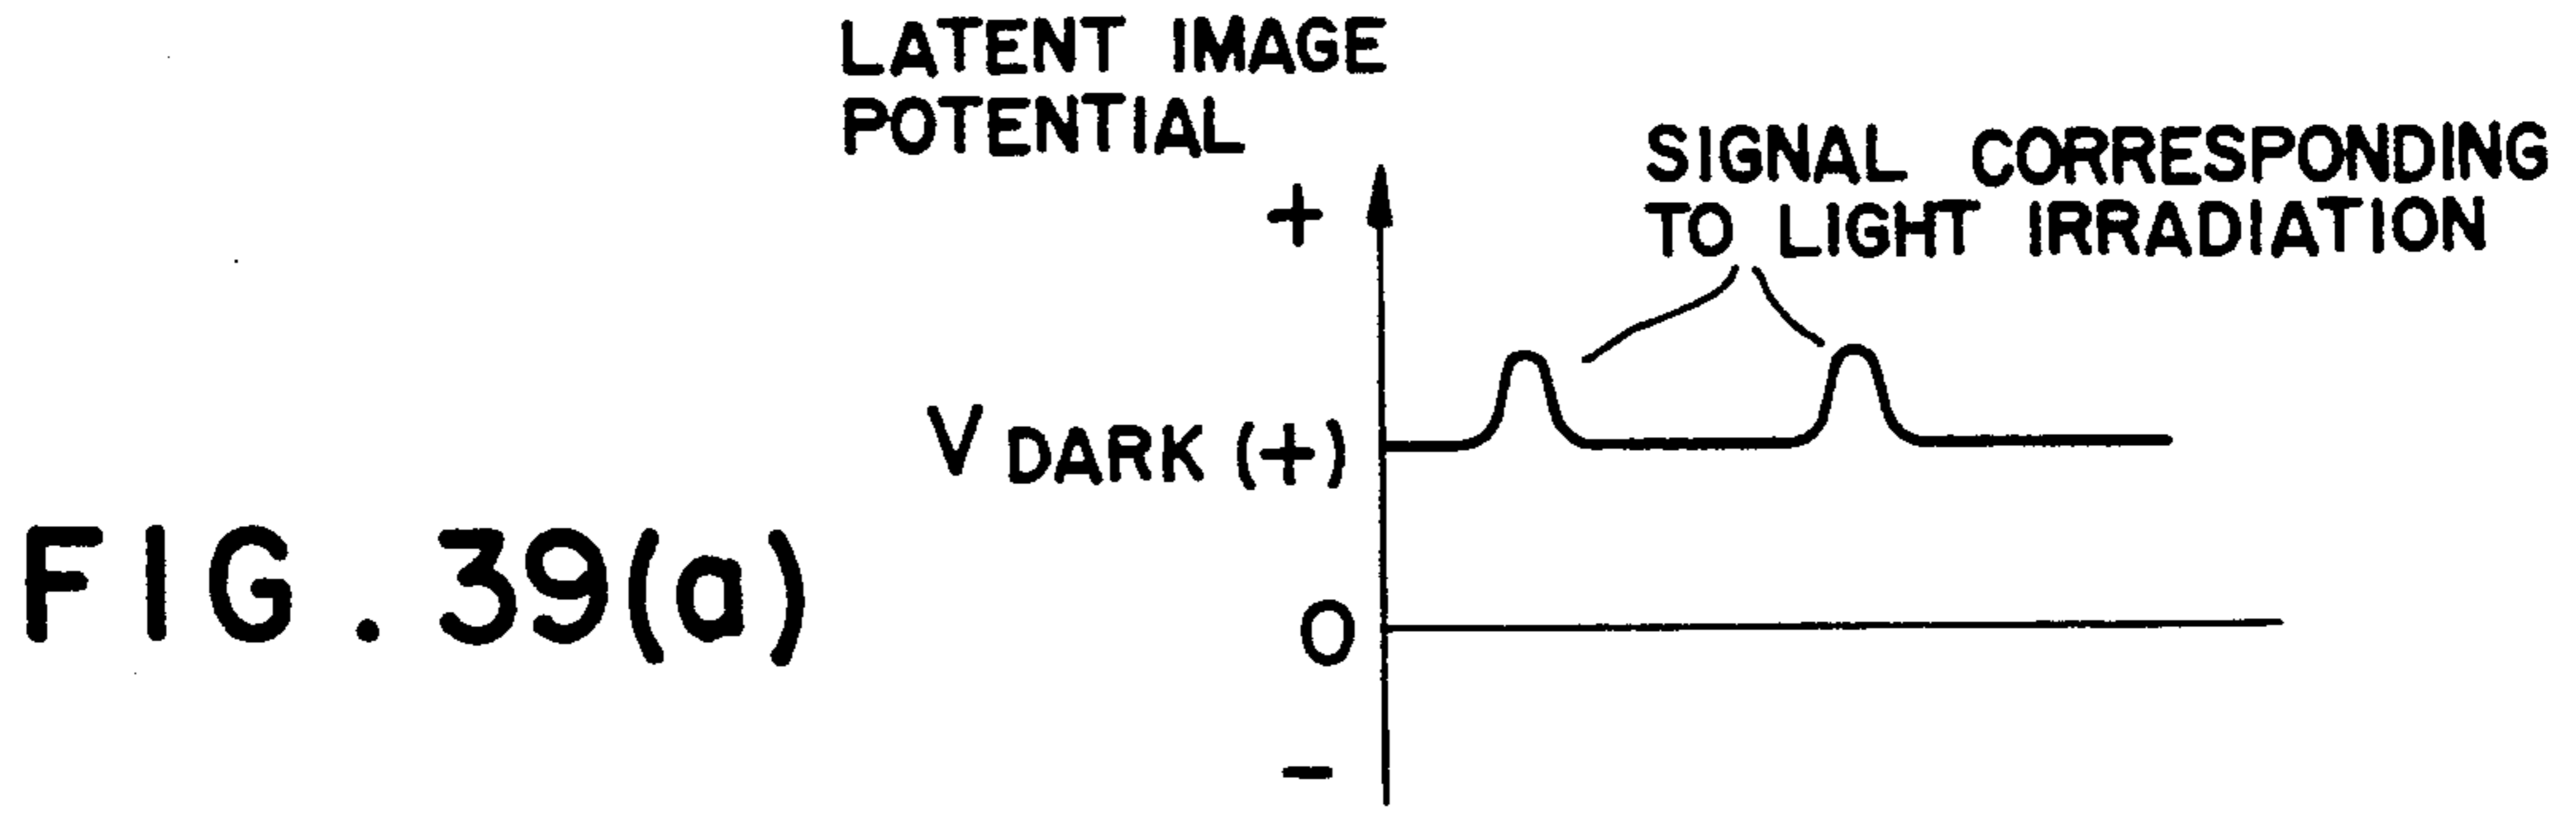 LATENT IMAGE
POTENTIAL
+
SIGNAL CORRESPONDING
TO LIGHT IRRADIATION
V DARK (+)
FIG. 39(a)
0
-